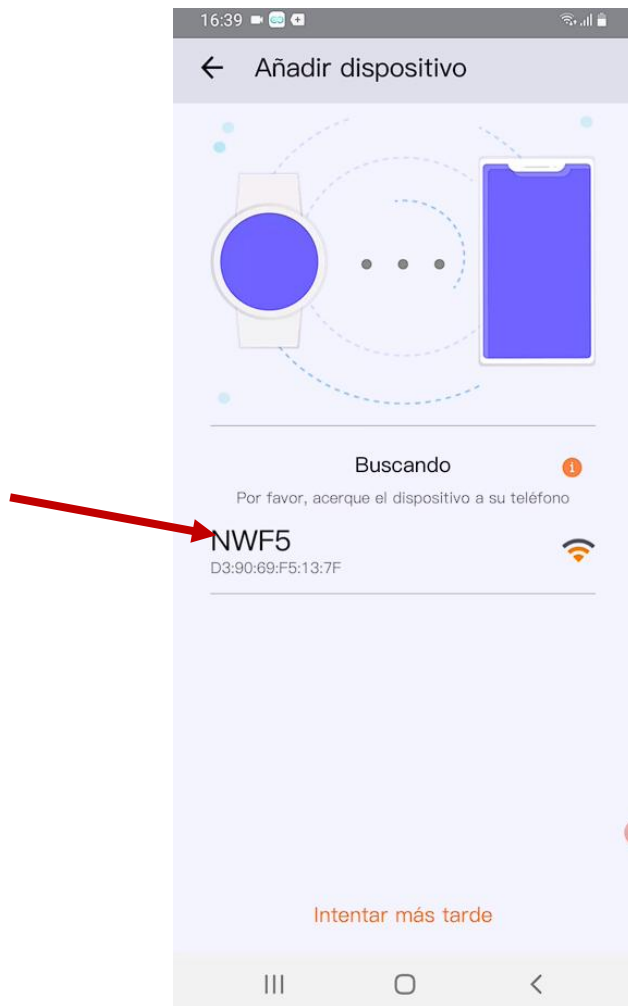 16:39
Añadir dispositivo
Buscando
Por favor, acerque el dispositivo a su teléfono
NWF5
D3:90:69:F5:13:7F
Intentar más tarde